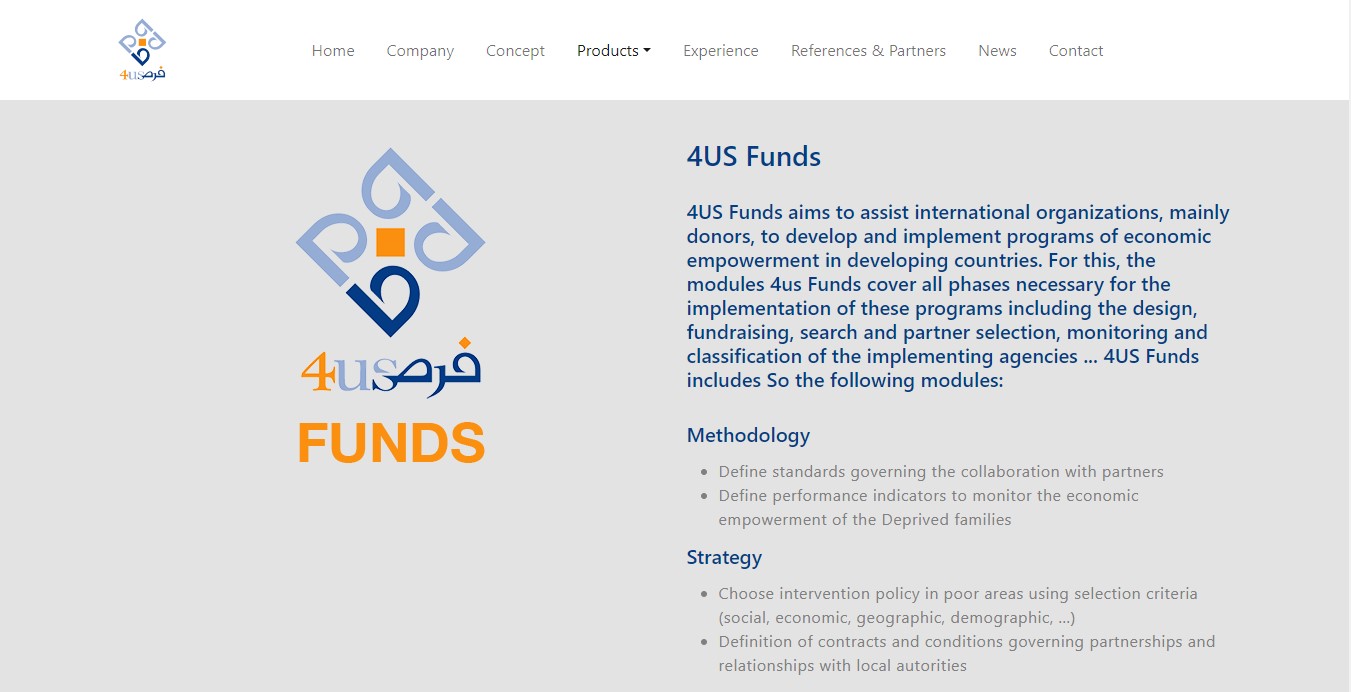 4us فرص
Home Company Concept Products Experience References & Partners News Contact
4us فرص
FUNDS
4US Funds
4US Funds aims to assist international organizations, mainly
donors, to develop and implement programs of economic
empowerment in developing countries. For this, the
modules 4us Funds cover all phases necessary for the
implementation of these programs including the design,
fundraising, search and partner selection, monitoring and
classification of the implementing agencies ... 4US Funds
includes So the following modules:
Methodology
• Define standards governing the collaboration with partners
• Define performance indicators to monitor the economic
empowerment of the Deprived families
Strategy
• Choose intervention policy in poor areas using selection criteria
(social, economic, geographic, demographic, ...)
• Definition of contracts and conditions governing partnerships and
relationships with local autorities